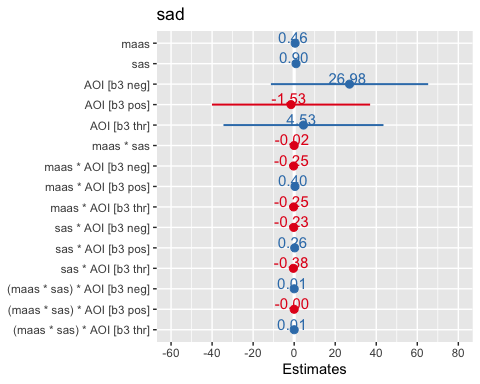 sad
maas 0.46
sas 0.90
AOI [b3 neg] 26.98
AOI [b3 pos] -1.53
AOI [b3 thr] 4.53
maas * sas -0.02
maas * AOI [b3 neg] -0.25
maas * AOI [b3 pos] 0.40
maas * AOI [b3 thr] -0.25
sas * AOI [b3 neg] -0.23
sas * AOI [b3 pos] 0.26
sas * AOI [b3 thr] -0.38
(maas * sas) * AOI [b3 neg] 0.01
(maas * sas) * AOI [b3 pos] -0.00
(maas * sas) * AOI [b3 thr] 0.01
-60 -40 -20 0 20 40 60 80
Estimates